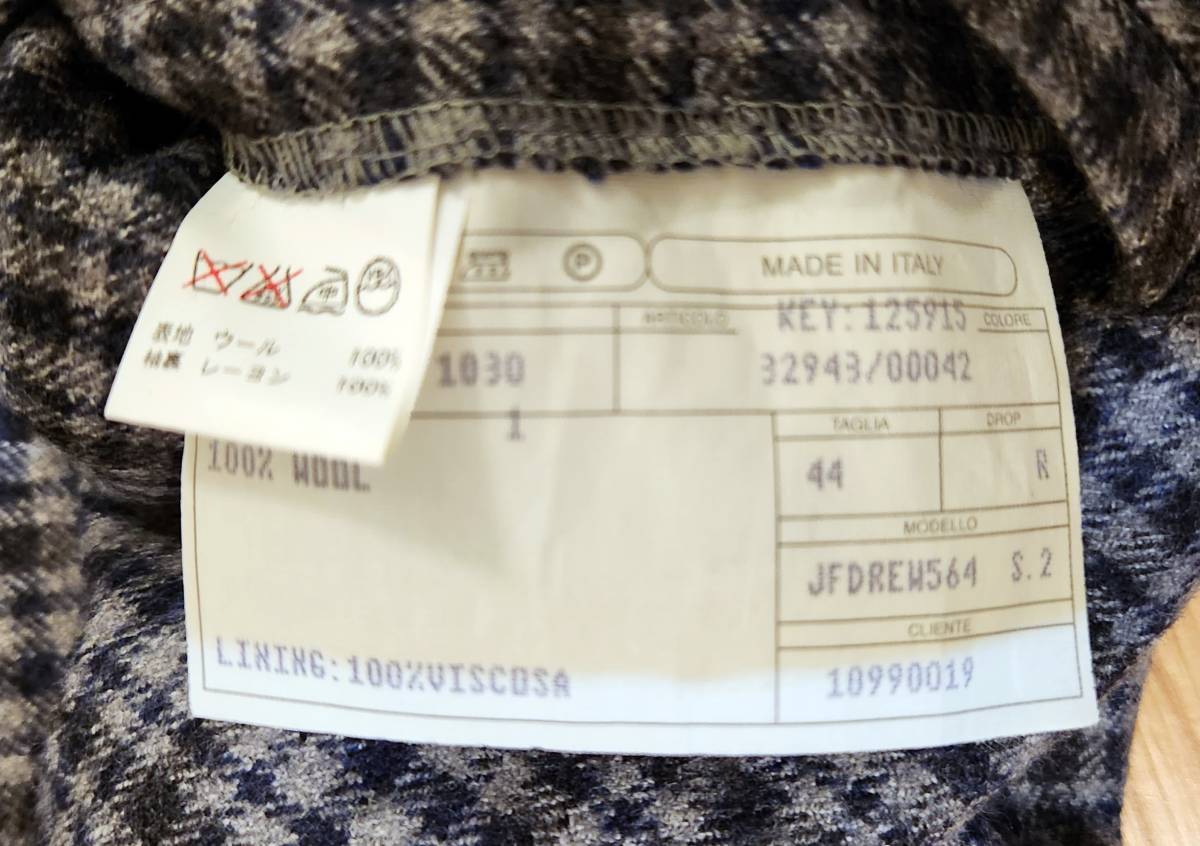 表地 ウール 100%
袖裏 レーヨン 100%
P
MADE IN ITALY
KEY:125915 COLORE
1030 32943/00042
1
TAGLIA DROP
100% WOOL
44 R
MODELLO
JFDREW564 S.2
CLIENTE
LINING:100%VISCOSA
10990019